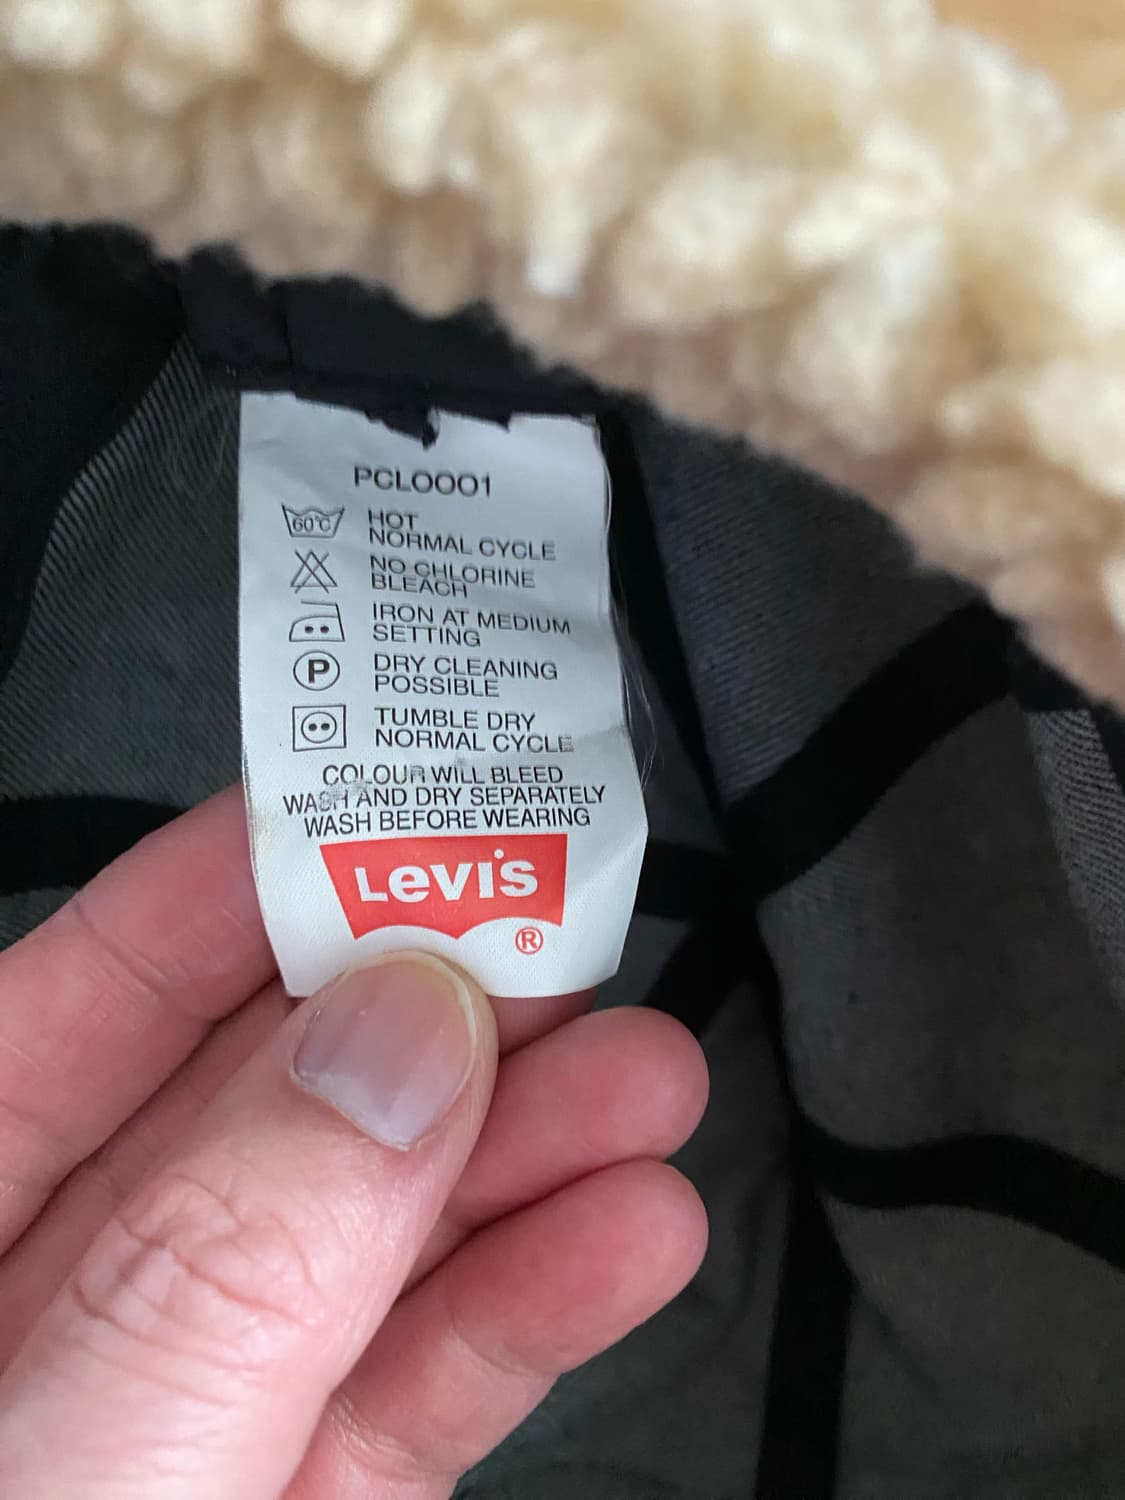 PCL0001
60°C HOT
NORMAL CYCLE
NO CHLORINE
BLEACH
IRON AT MEDIUM
SETTING
P DRY CLEANING
POSSIBLE
TUMBLE DRY
NORMAL CYCLE
COLOUR WILL BLEED
WASH AND DRY SEPARATELY
WASH BEFORE WEARING
LeVI'S
®